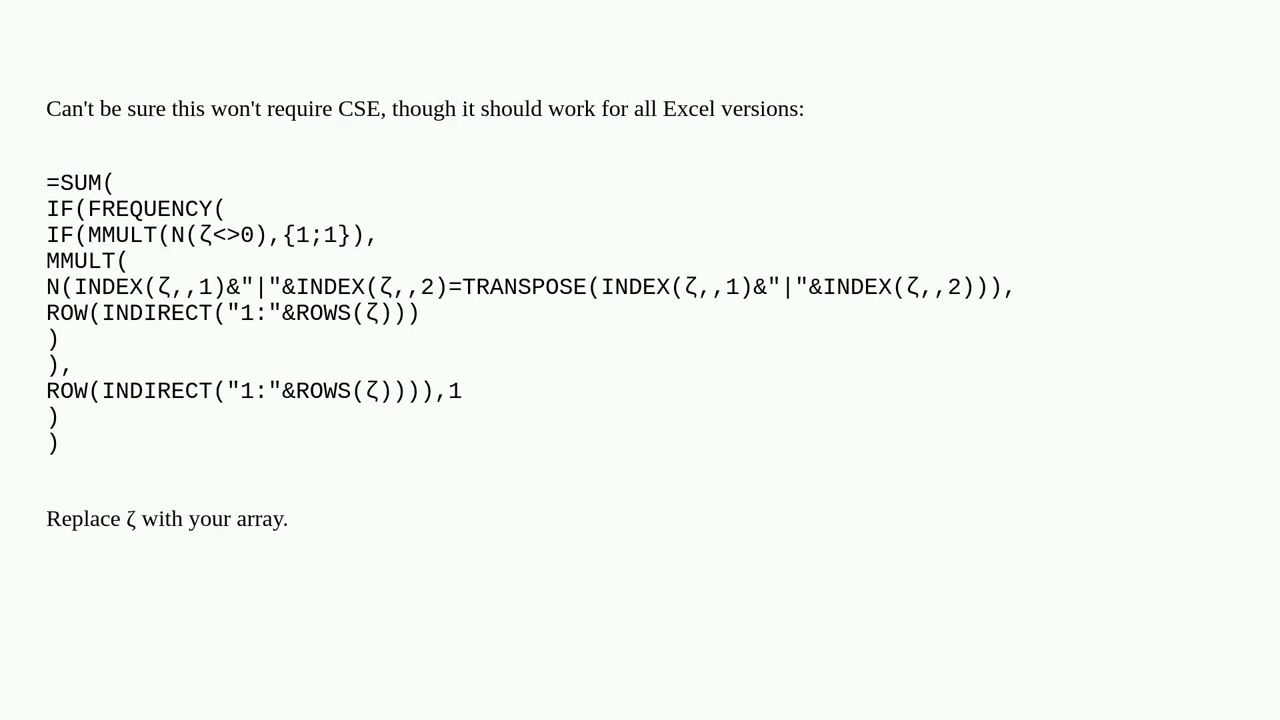 Can't be sure this won't require CSE, though it should work for all Excel versions:
=SUM(
IF(FREQUENCY(
IF(MMULT(N(ζ<>0),{1;1}),
MMULT(
N(INDEX(ζ,,1)&"|"&INDEX(ζ,,2)=TRANSPOSE(INDEX(ζ,,1)&"|"&INDEX(ζ,,2))),
ROW(INDIRECT("1:"&ROWS(ζ)))
)
),
ROW(INDIRECT("1:"&ROWS(ζ)))),1
)
)
Replace ζ with your array.